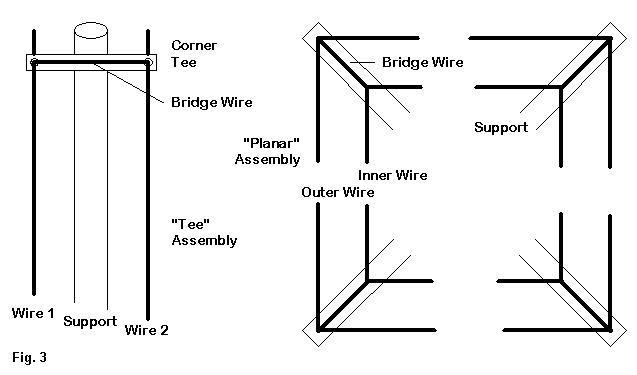 Corner
Tee
Bridge Wire
"Tee"
Assembly
Wire 1
Support
Wire 2
Fig. 3
Bridge Wire
Support
"Planar"
Assembly
Inner Wire
Outer Wire